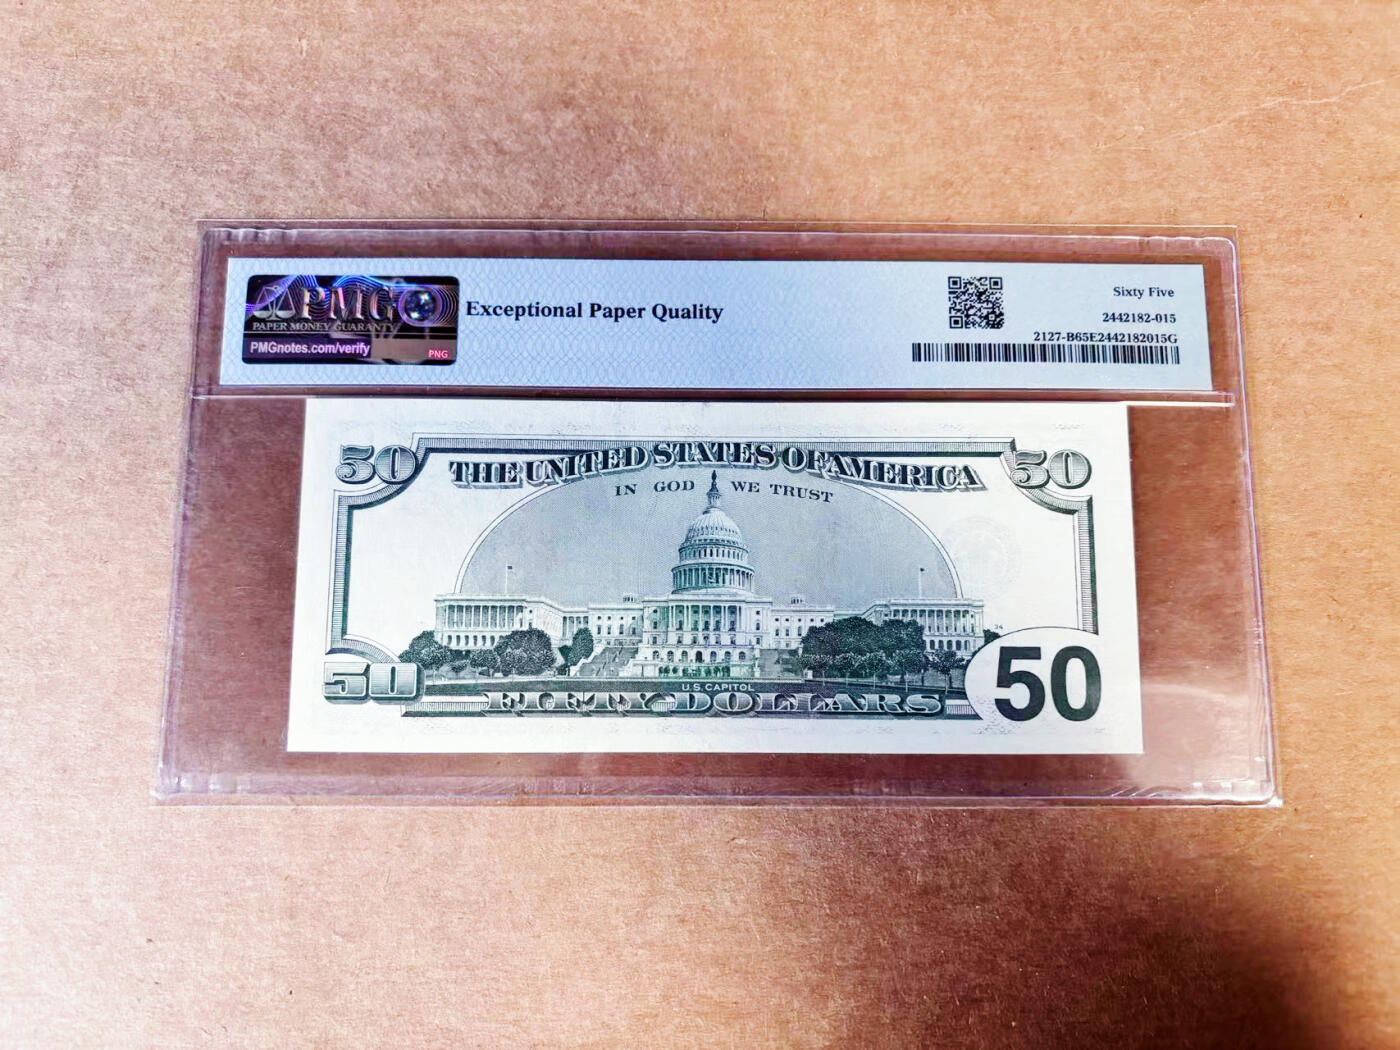 PMG
PAPER MONEY GUARANTY
PMGnotes.com/verify
PNG
Exceptional Paper Quality
Sixty Five
2442182-015
2127-B65E2442182015G
50
THE UNITED STATES OF AMERICA
50
IN GOD WE TRUST
34
50
U.S. CAPITOL
FIFTY DOLLARS
50